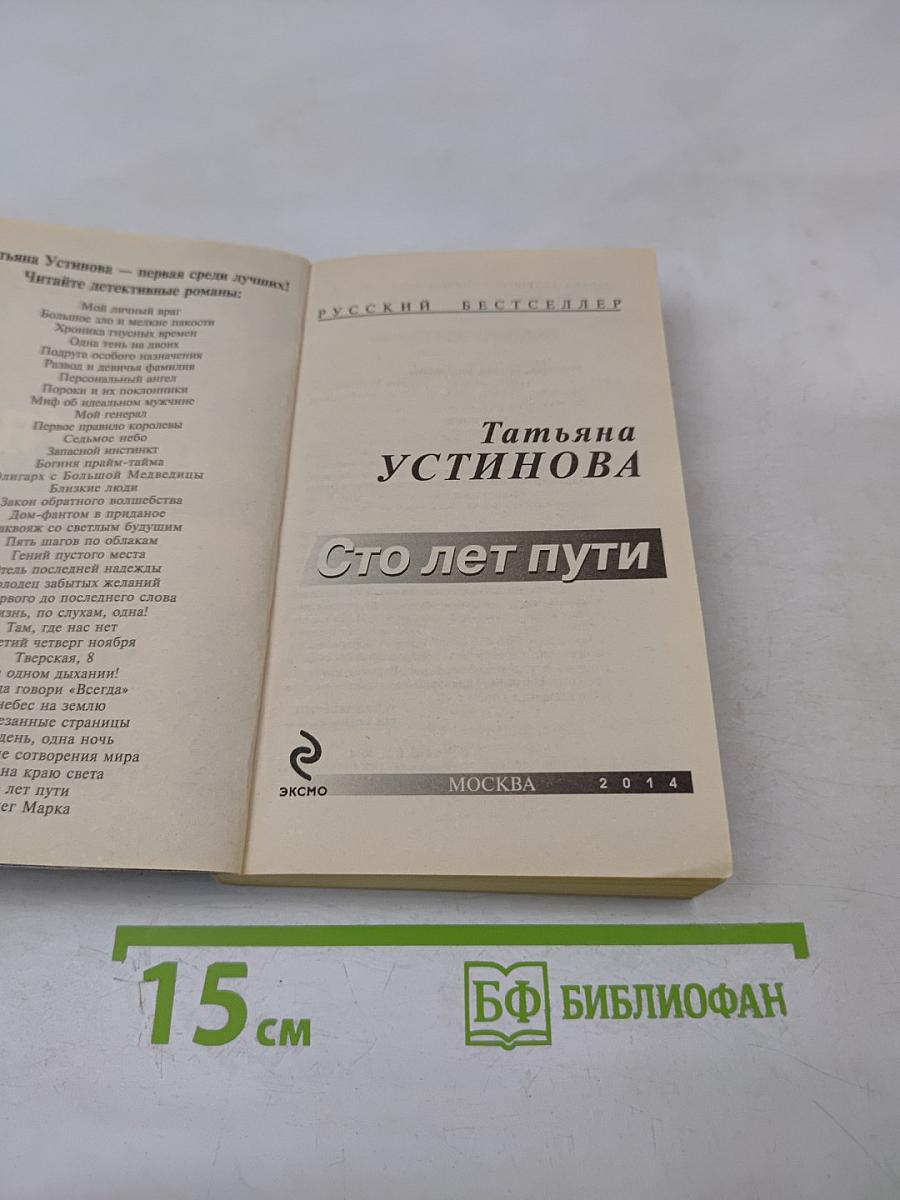 тьяна Устинова — первая среди лучших!
Читайте детективные романы:
Мой личный враг
Большое зло и мелкие пакости
Хроника гнусных времен
Одна тень на двоих
Подруга особого назначения
Развод и девичья фамилия
Персональный ангел
Пороки и их поклонники
Миф об идеальном мужчине
Мой генерал
Первое правило королевы
Седьмое небо
Запасной инстинкт
Богиня прайм-тайма
Олигарх с Большой Медведицы
Близкие люди
Закон обратного волшебства
Дом-фантом в приданое
аквояж со светлым будущим
Пять шагов по облакам
Гений пустого места
тель последней надежды
олодец забытых желаний
рвого до последнего слова
изнь, по слухам, одна!
Там, где нас нет
етий четверг ноября
Тверская, 8
одном дыхании!
да говори «Всегда»
небес на землю
езанные страницы
день, одна ночь
е сотворения мира
на краю света
лет пути
ег Марка
РУССКИЙ БЕСТСЕЛЛЕР
Татьяна
УСТИНОВА
Сто лет пути
ЭКСМО
МОСКВА 2014
15 см
БФ БИБЛИОФАН